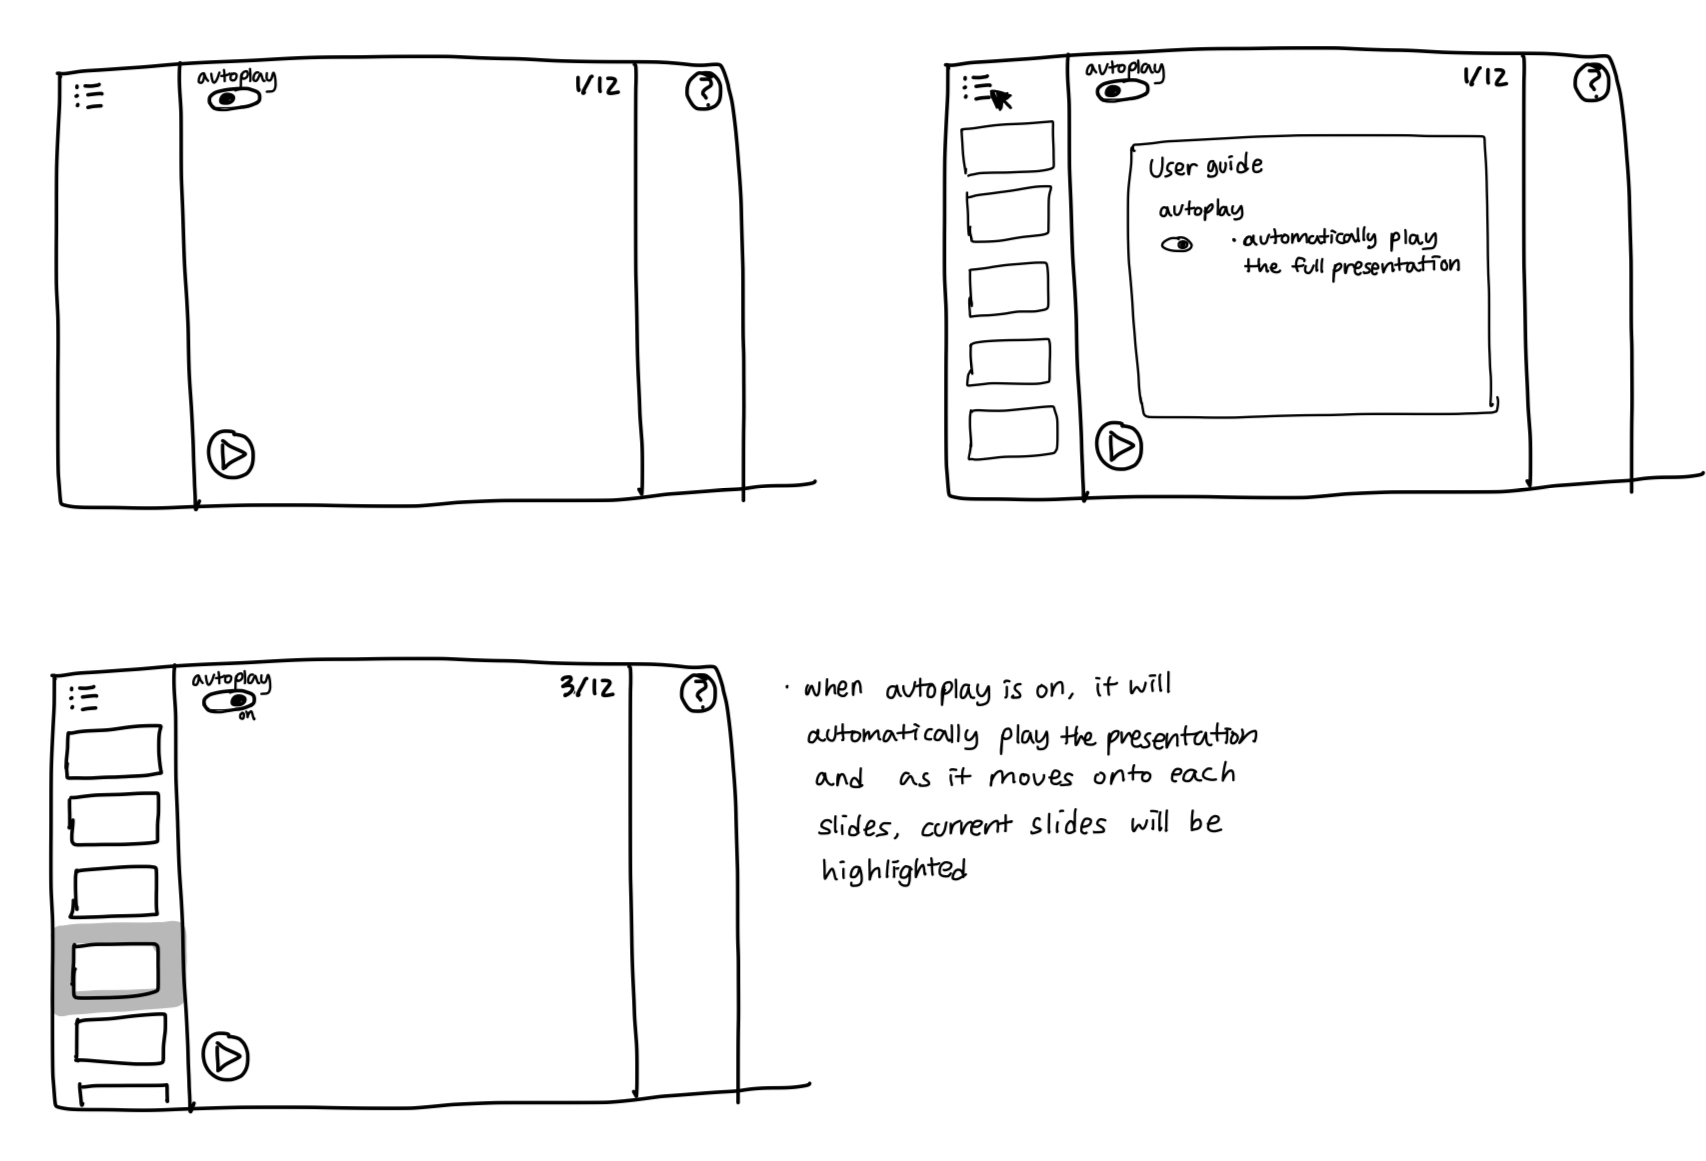 autoplay
1/12
?
autoplay
1/12
?
User guide
autoplay
· automatically play
the full presentation
autoplay
on
3/12
?
· when autoplay is on, it will
automatically play the presentation
and as it moves onto each
slides, current slides will be
highlighted